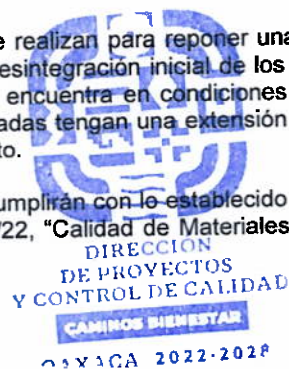 e realizan para reponer una
esintegración inicial de los
encuentra en condiciones
adas tengan una extensión
to.
umplirán con lo establecido
/22, "Calidad de Materiales
DIRECCION
DE PROYECTOS
Y CONTROL DE CALIDAD
CAMINOS BIENESTAR
OAXACA 2022-2028